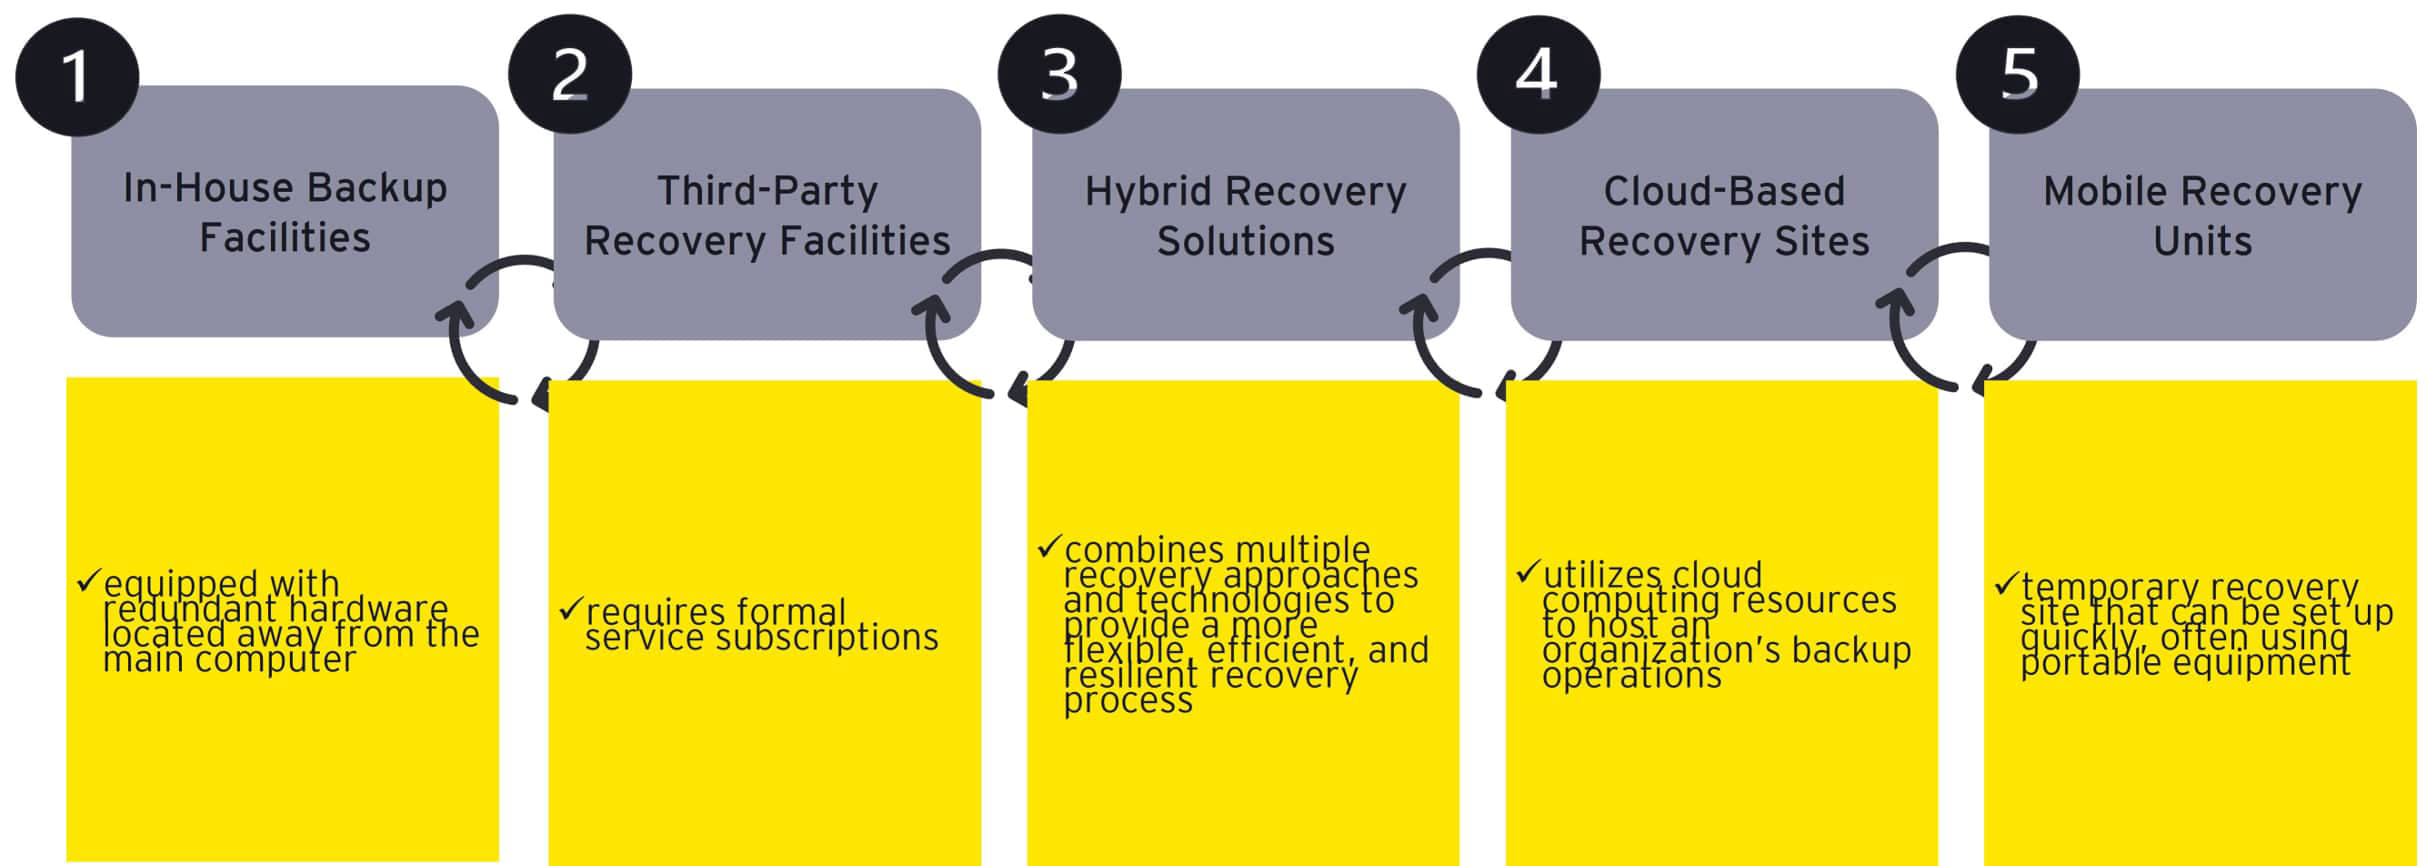 1
In-House Backup
Facilities
✓equipped with
redundant hardware
located away from the
main computer
2
Third-Party
Recovery Facilities
✓requires formal
service subscriptions
3
Hybrid Recovery
Solutions
✓combines multiple
recovery approaches
and technologies to
provide a more
flexible, efficient, and
resilient recovery
process
4
Cloud-Based
Recovery Sites
✓utilizes cloud
computing resources
to host an
organization's backup
operations
5
Mobile Recovery
Units
✓temporary recovery
site that can be set up
quickly, often using
portable equipment